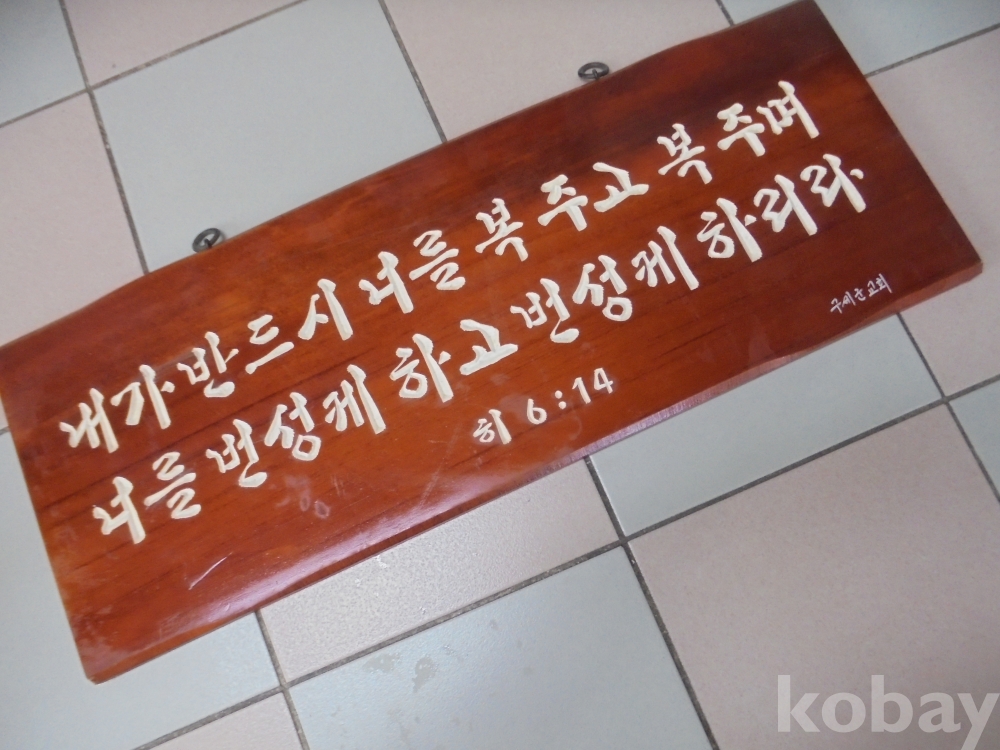 내가 반드시 너를 복 주고 복 주며
너를 번성케 하고 번성케 하리라.
히 6:14
구세군교회
kobay